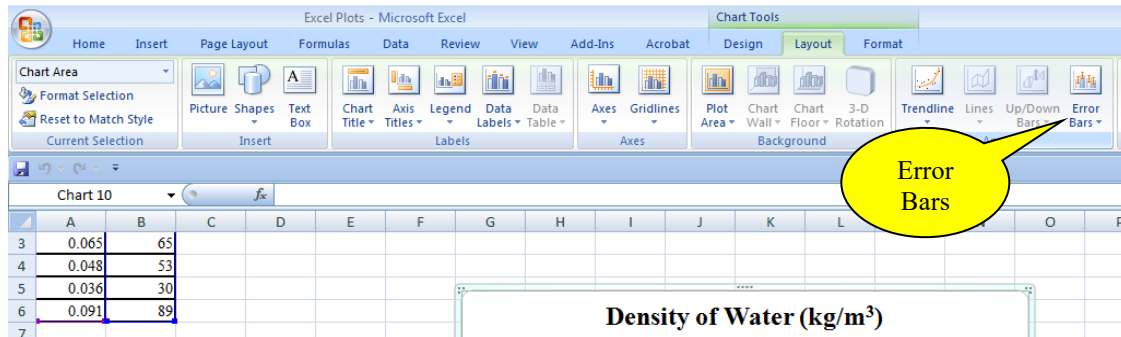 Excel Plots - Microsoft Excel
Chart Tools
Home Insert Page Layout Formulas Data Review View Add-Ins Acrobat Design Layout Format
Chart Area
Format Selection
Reset to Match Style
Current Selection
Picture Shapes Text Box
Insert
Chart Title Axis Titles Legend Data Labels Data Table
Labels
Axes Gridlines
Axes
Plot Area Chart Wall Chart Floor 3-D Rotation
Background
Trendline Lines Up/Down Bars Error Bars
Error
Bars
Chart 10 fx
A B C D E F G H I J K L O
3 0.065 65
4 0.048 53
5 0.036 30
6 0.091 89
7
Density of Water (kg/m³)